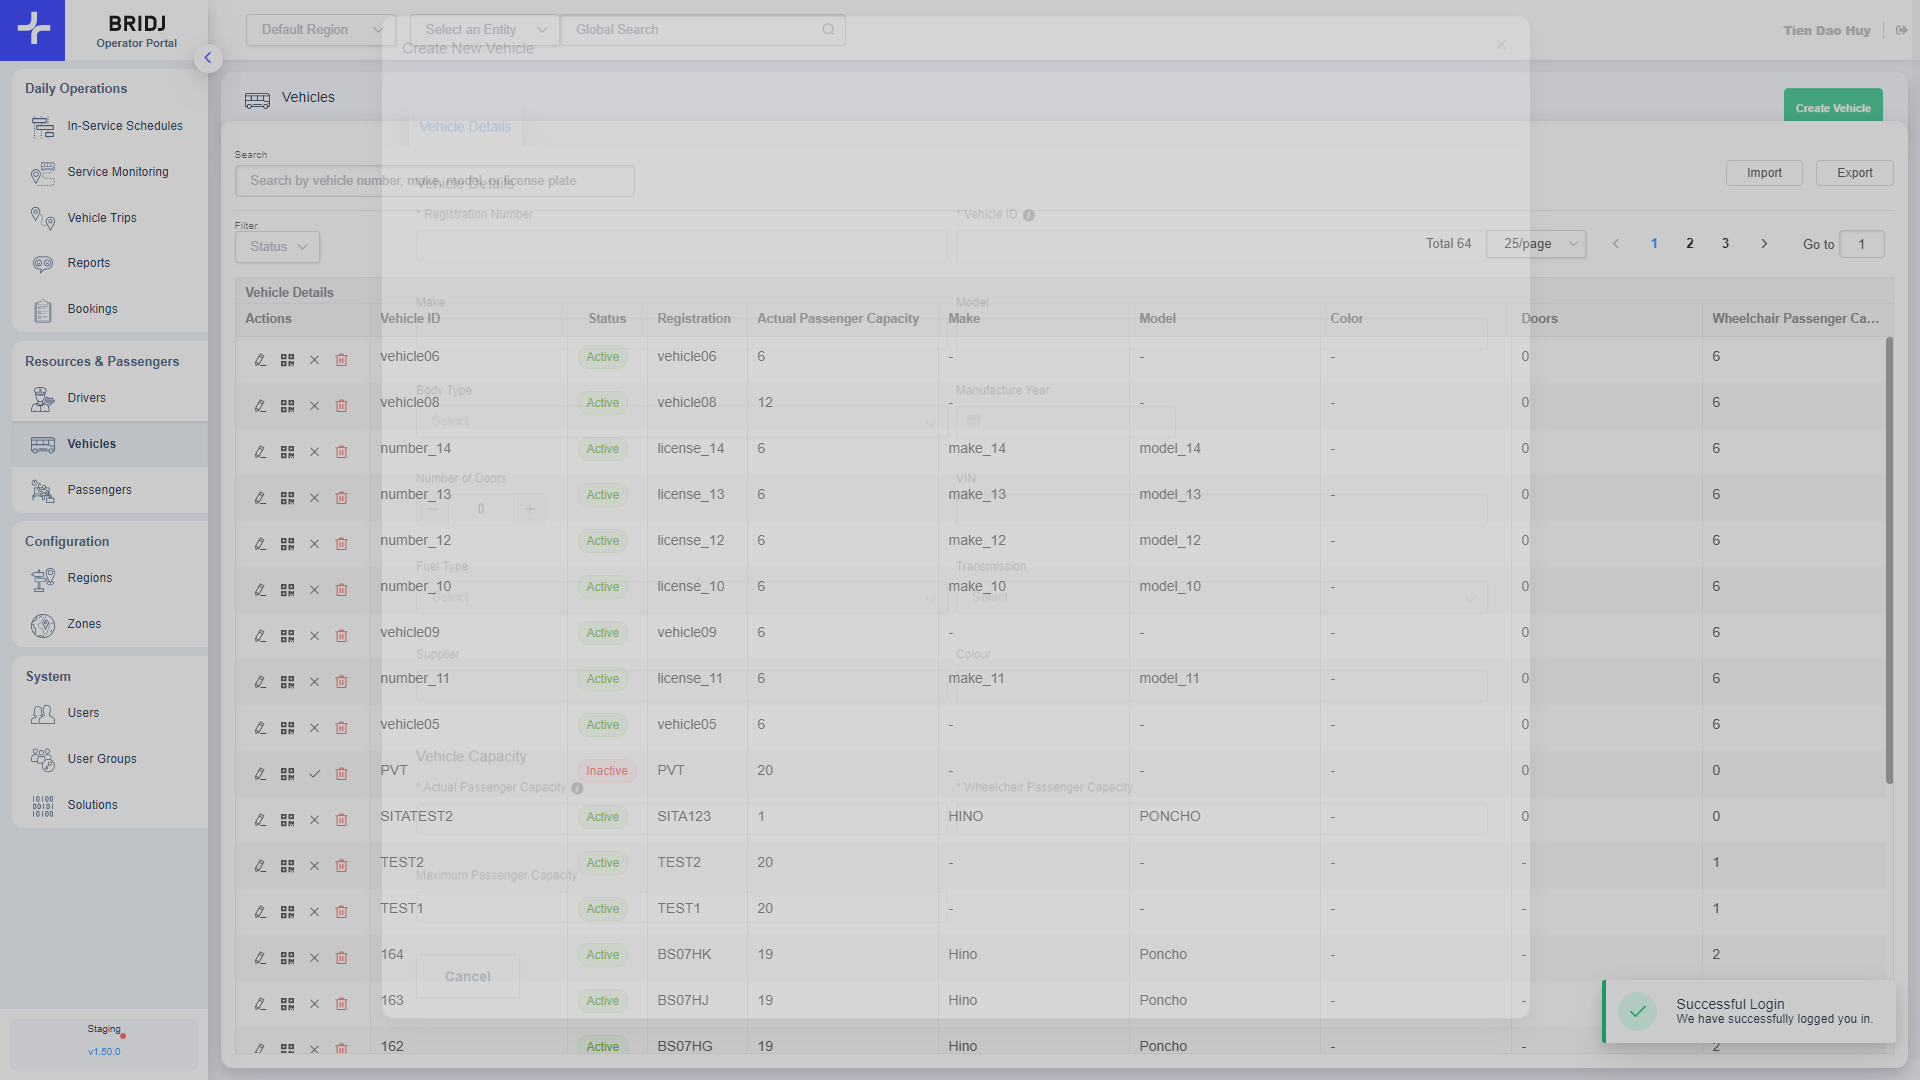 BRIDJ
Operator Portal
Default Region
Select an Entity
Global Search
Tien Dao Huy
Create New Vehicle
Daily Operations
In-Service Schedules
Service Monitoring
Vehicle Trips
Reports
Bookings
Resources & Passengers
Drivers
Vehicles
Passengers
Configuration
Regions
Zones
System
Users
User Groups
Solutions
Staging
v1.50.0
Vehicles
Create Vehicle
Vehicle Details
Search
Search by vehicle number, make, model, or license plate
Vehicle Details
Import
Export
* Registration Number
* Vehicle ID
Filter
Status
Total 64
25/page
1
2
3
Go to
1
Vehicle Details
Make
Model
Actions
Vehicle ID
Status
Registration
Actual Passenger Capacity
Make
Model
Color
Doors
Wheelchair Passenger Ca...
vehicle06 Active vehicle06 6 - - - 0 6
Body Type
Manufacture Year
vehicle08 Active vehicle08 12 - - - 0 6
Select
number_14 Active license_14 6 make_14 model_14 - 0 6
Number of Doors
VIN
number_13 Active license_13 6 make_13 model_13 - 0 6
0
number_12 Active license_12 6 make_12 model_12 - 0 6
Fuel Type
Transmission
number_10 Active license_10 6 make_10 model_10 - 0 6
Select
Select
vehicle09 Active vehicle09 6 - - - 0 6
Supplier
Colour
number_11 Active license_11 6 make_11 model_11 - 0 6
vehicle05 Active vehicle05 6 - - - 0 6
Vehicle Capacity
PVT Inactive PVT 20 - - - 0 0
* Actual Passenger Capacity
* Wheelchair Passenger Capacity
SITATEST2 Active SITA123 1 HINO PONCHO - 0 0
TEST2 Active TEST2 20 - - - - 1
Maximum Passenger Capacity
TEST1 Active TEST1 20 - - - - 1
164 Active BS07HK 19 Hino Poncho - - 2
Cancel
163 Active BS07HJ 19 Hino Poncho - -
162 Active BS07HG 19 Hino Poncho - - 2
Successful Login
We have successfully logged you in.